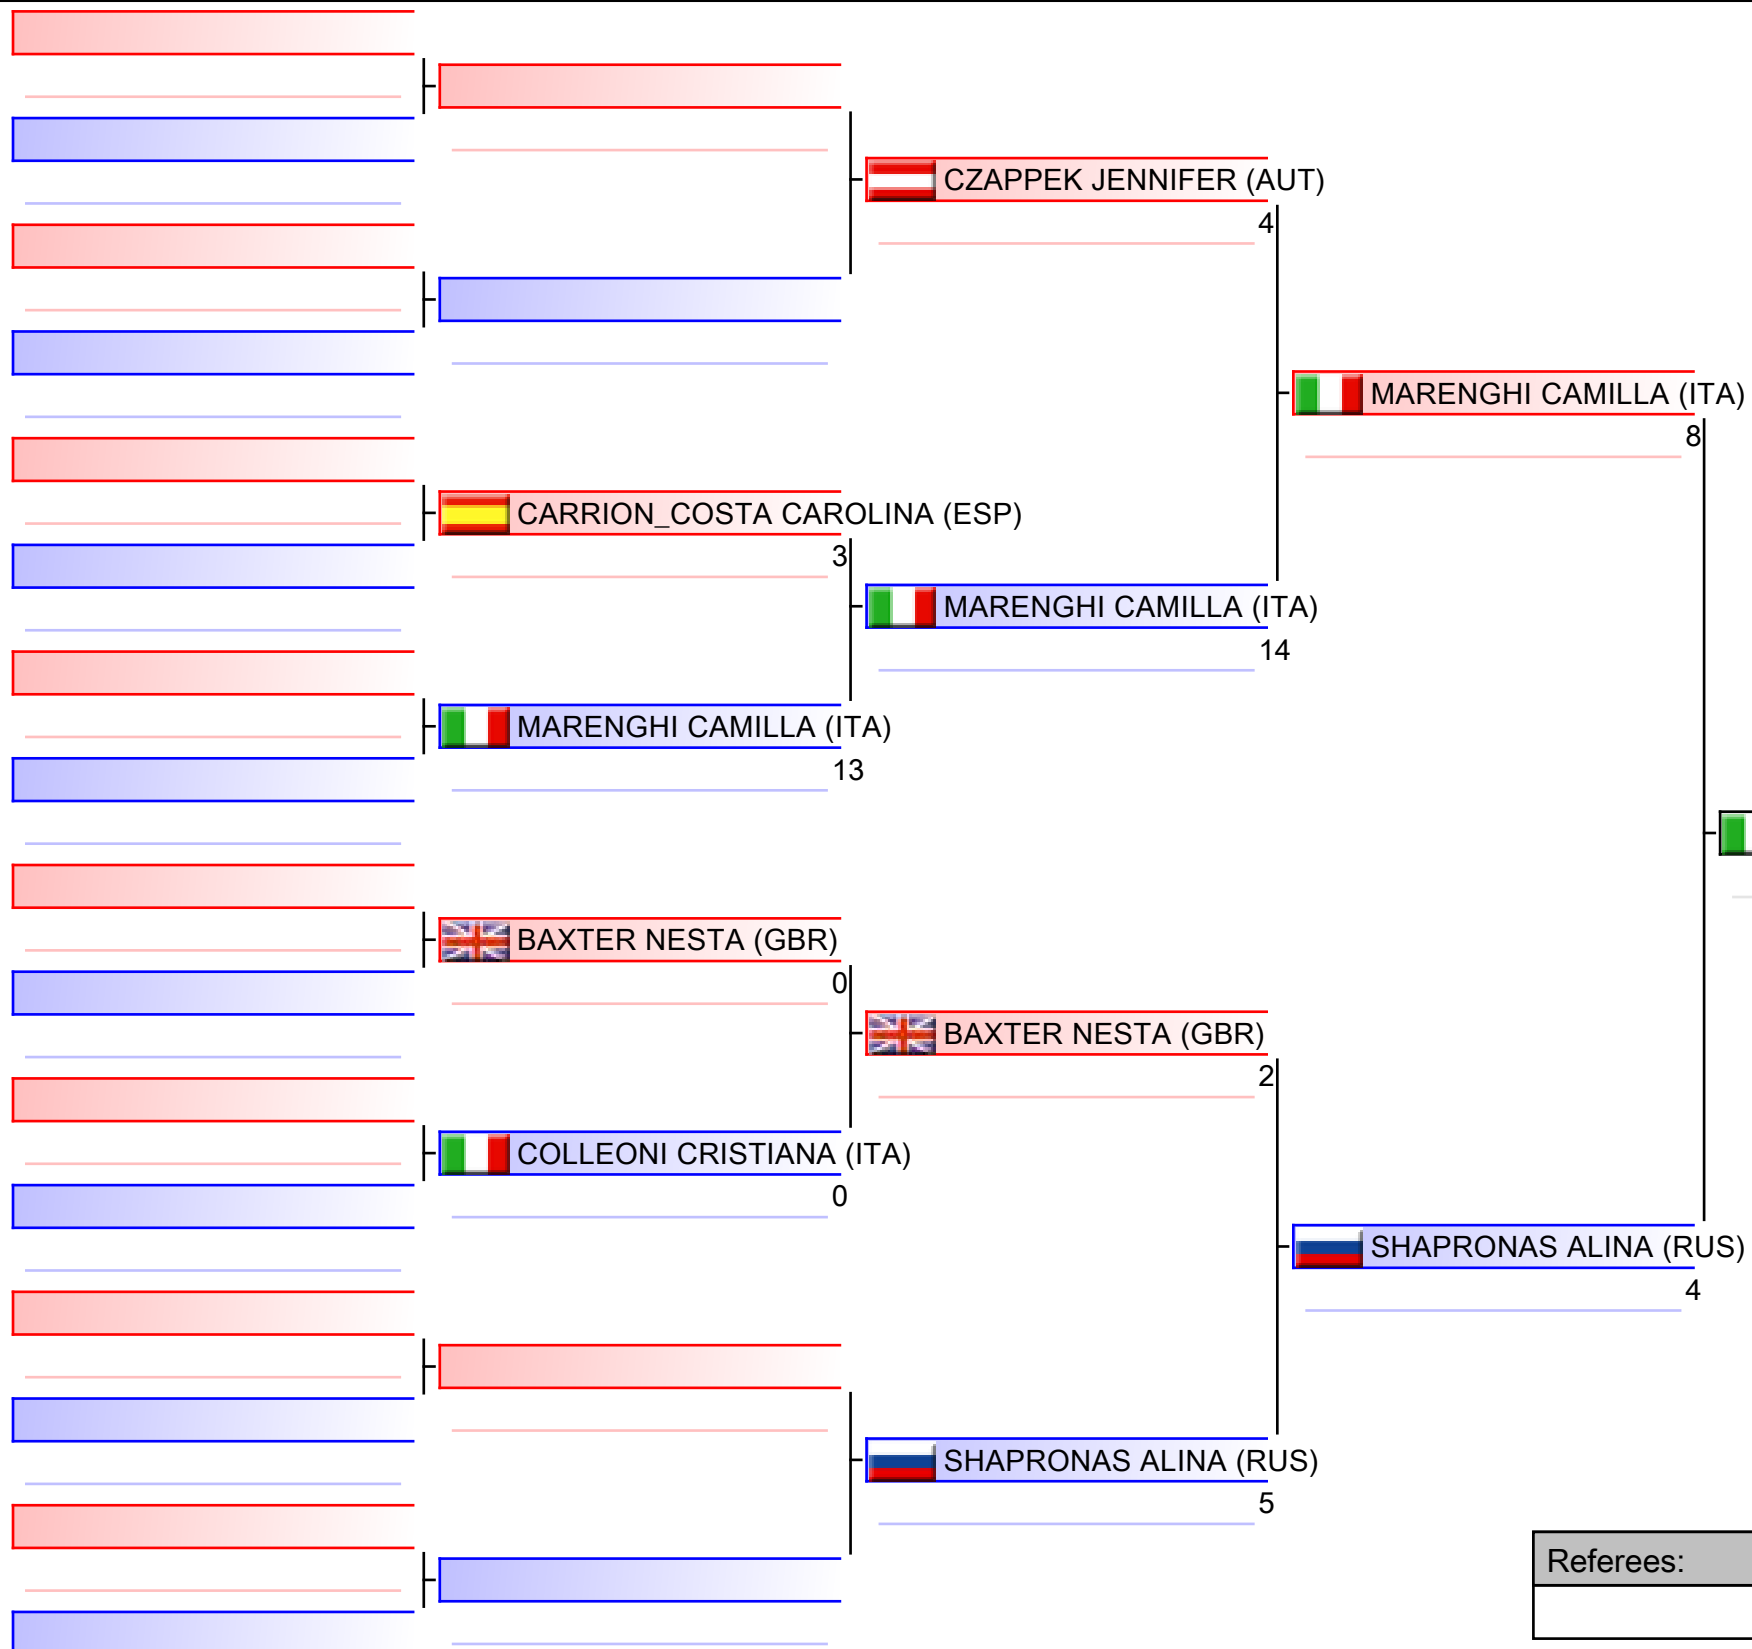 CZAPPEK JENNIFER (AUT)
4
MARENGHI CAMILLA (ITA)
8
CARRION_COSTA CAROLINA (ESP)
3
MARENGHI CAMILLA (ITA)
14
MARENGHI CAMILLA (ITA)
13
BAXTER NESTA (GBR)
0
BAXTER NESTA (GBR)
2
COLLEONI CRISTIANA (ITA)
0
SHAPRONAS ALINA (RUS)
4
SHAPRONAS ALINA (RUS)
5
Referees: